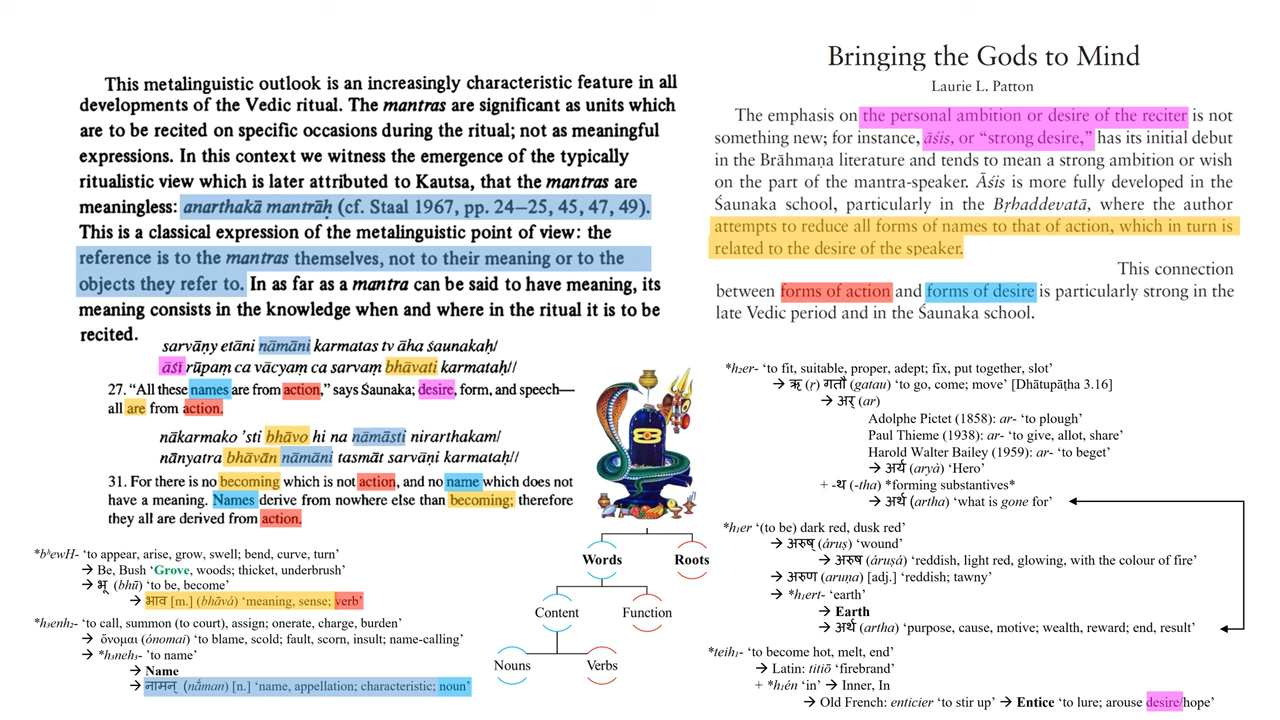 This metalinguistic outlook is an increasingly characteristic feature in all
developments of the Vedic ritual. The mantras are significant as units which
are to be recited on specific occasions during the ritual; not as meaningful
expressions. In this context we witness the emergence of the typically
ritualistic view which is later attributed to Kautsa, that the mantras are
meaningless: anarthakā mantrāḥ (cf. Staal 1967, pp. 24–25, 45, 47, 49).
This is a classical expression of the metalinguistic point of view: the
reference is to the mantras themselves, not to their meaning or to the
objects they refer to. In as far as a mantra can be said to have meaning, its
meaning consists in the knowledge when and where in the ritual it is to be
recited.
sarvāṇy etāni nāmāni karmatas tv āha śaunakaḥ/
āśī rūpaṃ ca vācyaṃ ca sarvaṃ bhāvati karmataḥ//
27. “All these names are from action,” says Śaunaka; desire, form, and speech—
all are from action.
nākarmako ’sti bhāvo hi na nāmāsti nirarthakam/
nānyatra bhāvān nāmāni tasmāt sarvāṇi karmataḥ//
31. For there is no becoming which is not action, and no name which does not
have a meaning. Names derive from nowhere else than becoming; therefore
they all are derived from action.
*bʰewH- ‘to appear, arise, grow, swell; bend, curve, turn’
→ Be, Bush ‘Grove, woods; thicket, underbrush’
→ भू (bhū) ‘to be, become’
→ भाव [m.] (bhāvá) ‘meaning, sense; verb’
*h₃enh₂- ‘to call, summon (to court), assign; onerate, charge, burden’
→ ὄνομαι (ónomai) ‘to blame, scold; fault, scorn, insult; name-calling’
→ *h₃neh₃- ’to name’
→ Name
→ नामन् (nā́man) [n.] ‘name, appellation; characteristic; noun’
Words
Roots
Content
Function
Nouns
Verbs
Bringing the Gods to Mind
Laurie L. Patton
The emphasis on the personal ambition or desire of the reciter is not
something new; for instance, āśis, or “strong desire,” has its initial debut
in the Brāhmaṇa literature and tends to mean a strong ambition or wish
on the part of the mantra-speaker. Āśis is more fully developed in the
Śaunaka school, particularly in the Bṛhaddevatā, where the author
attempts to reduce all forms of names to that of action, which in turn is
related to the desire of the speaker.
This connection
between forms of action and forms of desire is particularly strong in the
late Vedic period and in the Śaunaka school.
*h₂er- ‘to fit, suitable, proper, adept; fix, put together, slot’
→ ऋ (ṛ) गतौ (gatau) ‘to go, come; move’ [Dhātupāṭha 3.16]
→ अर् (ar)
Adolphe Pictet (1858): ar- ‘to plough’
Paul Thieme (1938): ar- ‘to give, allot, share’
Harold Walter Bailey (1959): ar- ‘to beget’
→ अर्य (aryà) ‘Hero’
+ -थ (-tha) *forming substantives*
→ अर्थ (artha) ‘what is gone for’
*h₁er ‘(to be) dark red, dusk red’
→ अरुष् (áruṣ) ‘wound’
→ अरुष (áruṣá) ‘reddish, light red, glowing, with the colour of fire’
→ अरुण (aruṇa) [adj.] ‘reddish; tawny’
→ *h₁ert- ‘earth’
→ Earth
→ अर्थ (artha) ‘purpose, cause, motive; wealth, reward; end, result’
*teih₁- ‘to become hot, melt, end’
→ Latin: titiō ‘firebrand’
+ *h₁én ‘in’ → Inner, In
→ Old French: enticier ‘to stir up’ → Entice ‘to lure; arouse desire/hope’